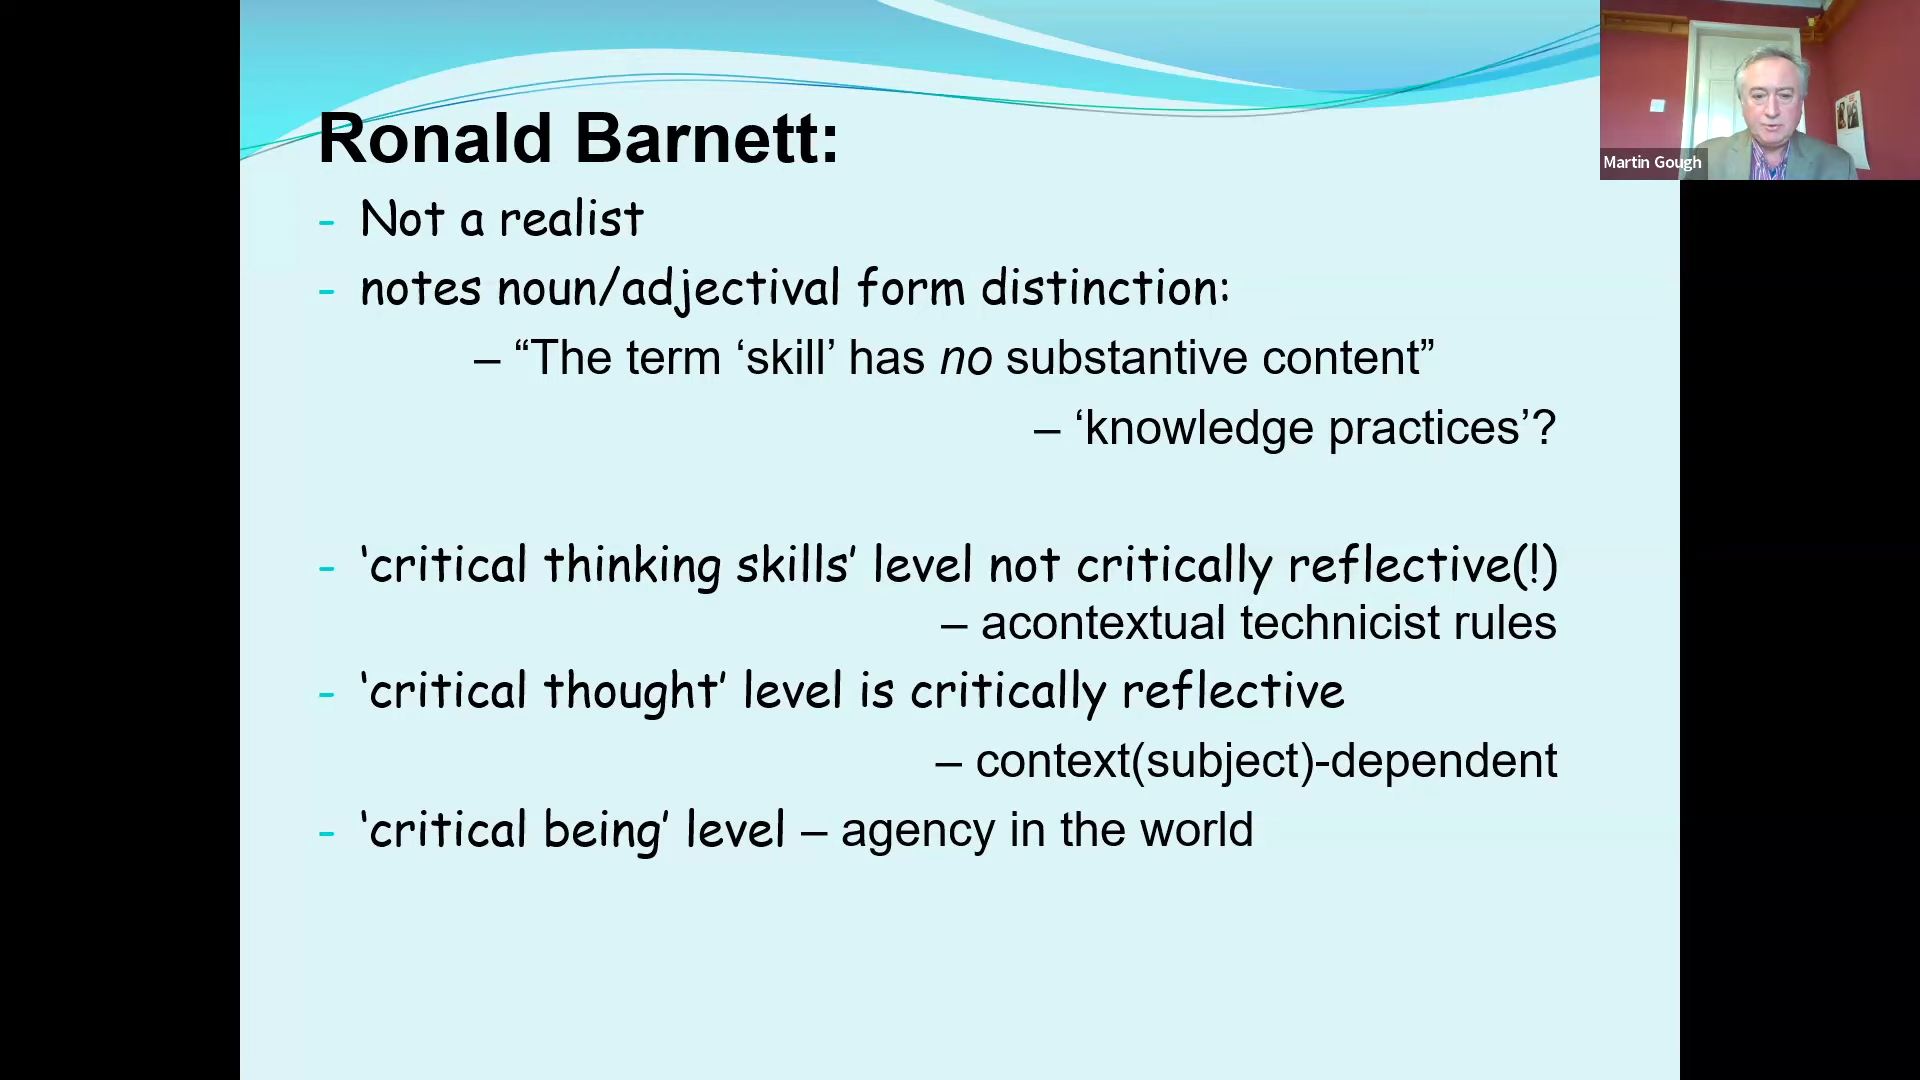 Ronald Barnett:
- Not a realist
- notes noun/adjectival form distinction:
– “The term ‘skill’ has no substantive content”
– ‘knowledge practices’?
- ‘critical thinking skills’ level not critically reflective(!)
– acontextual technicist rules
- ‘critical thought’ level is critically reflective
– context(subject)-dependent
- ‘critical being’ level – agency in the world
Martin Gough